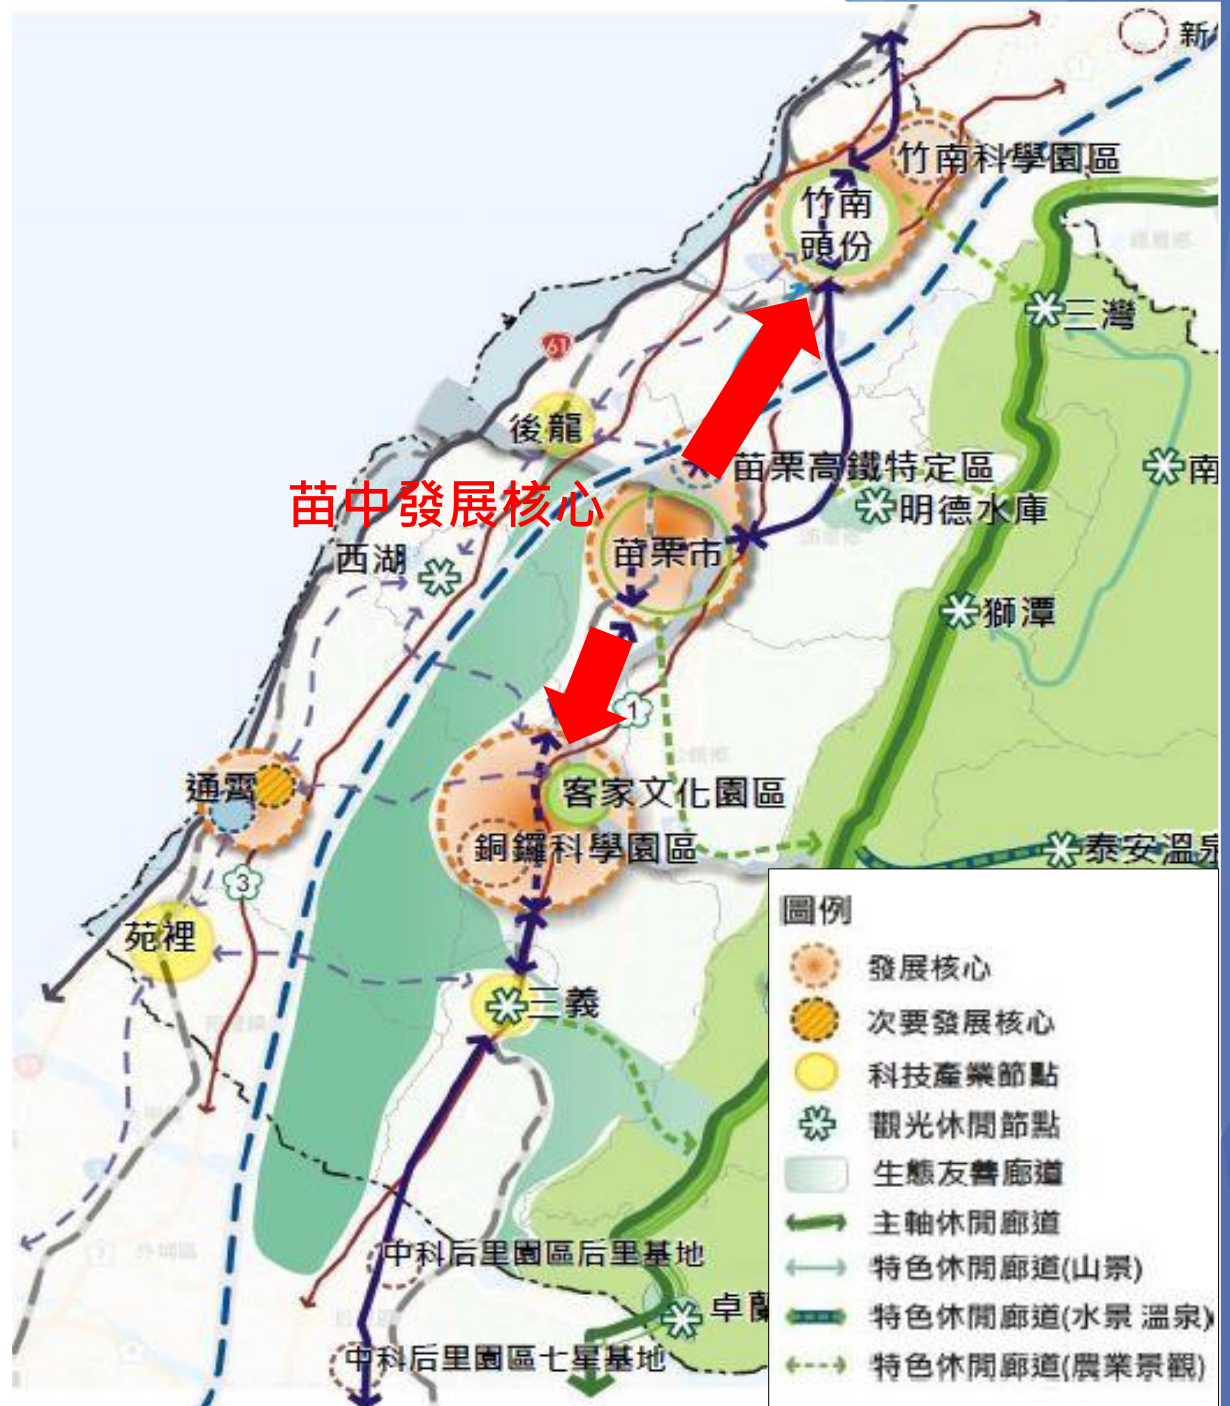 新
竹南科學園區
竹南
頭份
三灣
61
後龍
苗栗高鐵特定區
南
苗中發展核心
明德水庫
西湖
苗栗市
獅潭
1
通霄
客家文化園區
銅鑼科學園區
泰安溫泉
3
苑裡
三義
中科后里園區后里基地
卓蘭
中科后里園區七星基地
圖例
發展核心
次要發展核心
科技產業節點
觀光休閒節點
生態友善廊道
主軸休閒廊道
特色休閒廊道(山景)
特色休閒廊道(水景 溫泉)
特色休閒廊道(農業景觀)